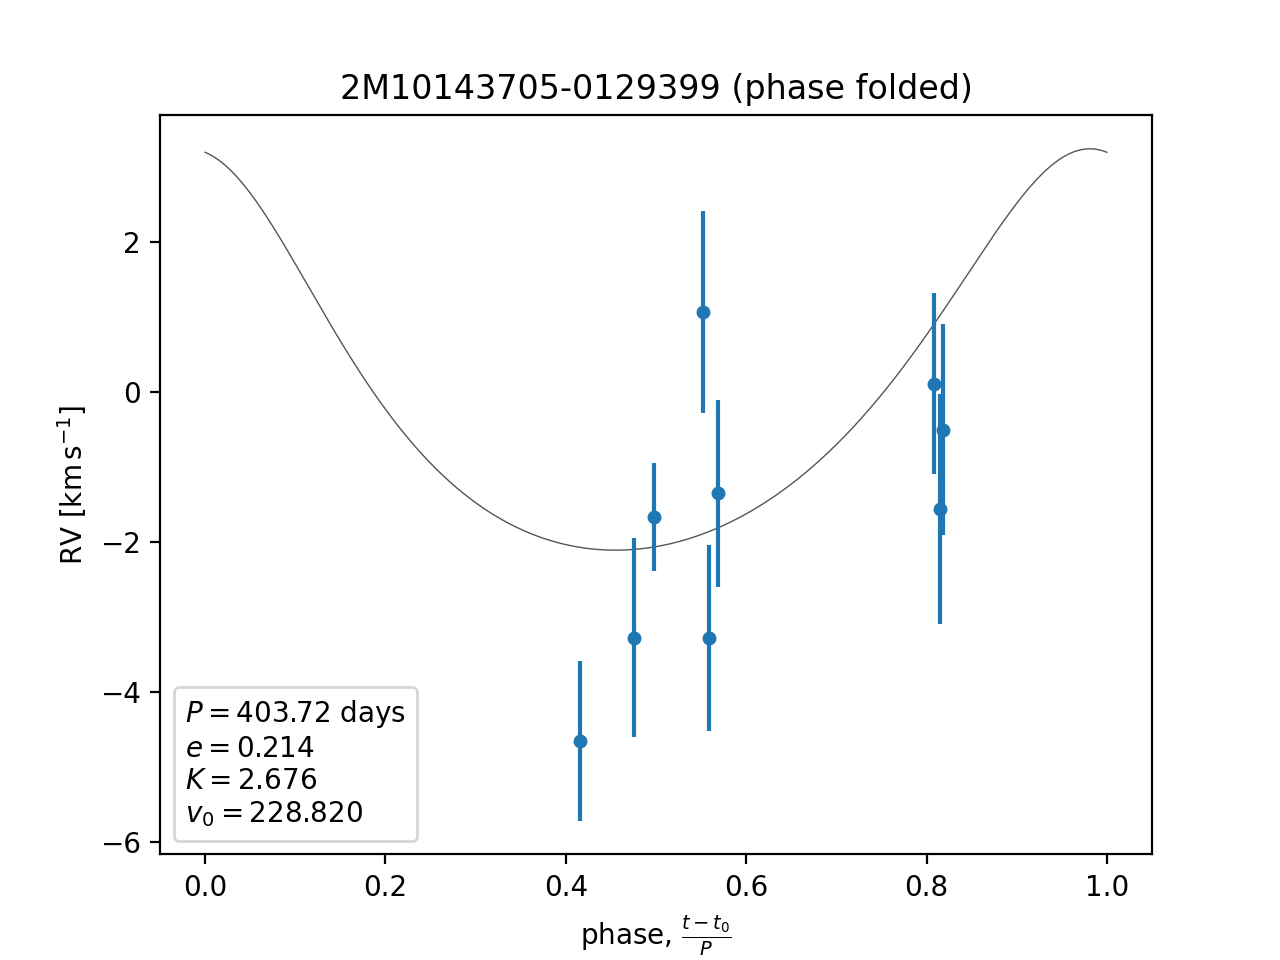 2M10143705-0129399 (phase folded)
RV [km s⁻¹]
2
0
−2
−4
−6
P = 403.72 days
e = 0.214
K = 2.676
v₀ = 228.820
0.0 0.2 0.4 0.6 0.8 1.0
phase, (t − t₀)/P